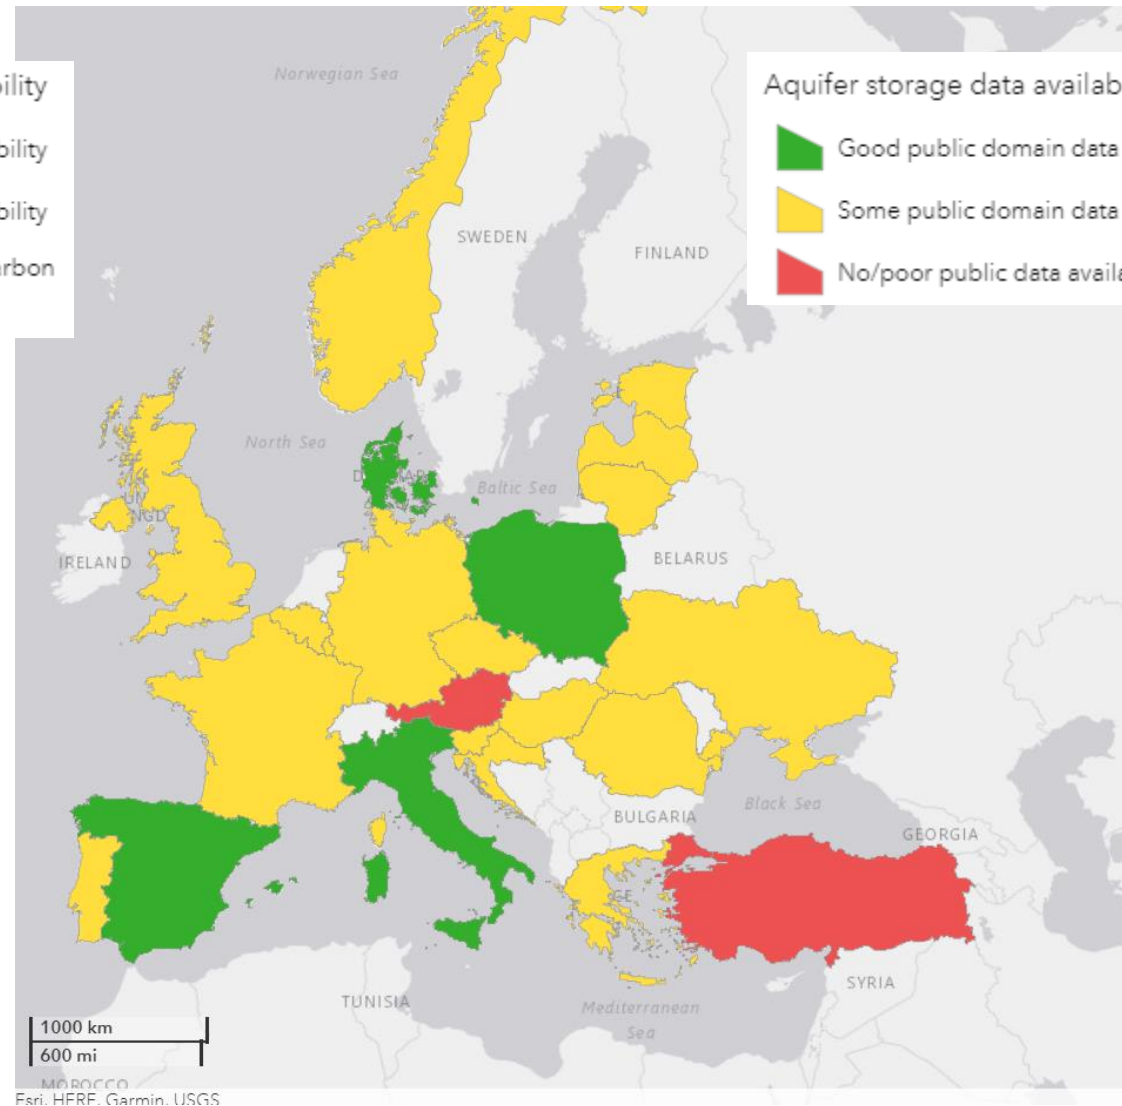 Norwegian Sea
bility
bility
bility
arbon
Aquifer storage data availab
Good public domain data
Some public domain data
No/poor public data availa
SWEDEN
FINLAND
North Sea
Baltic Sea
IRELAND
BELARUS
BULGARIA
Black Sea
GEORGIA
TUNISIA
Mediterranean
Sea
SYRIA
1000 km
600 mi
MOROCCO
Esri, HERE, Garmin, USGS